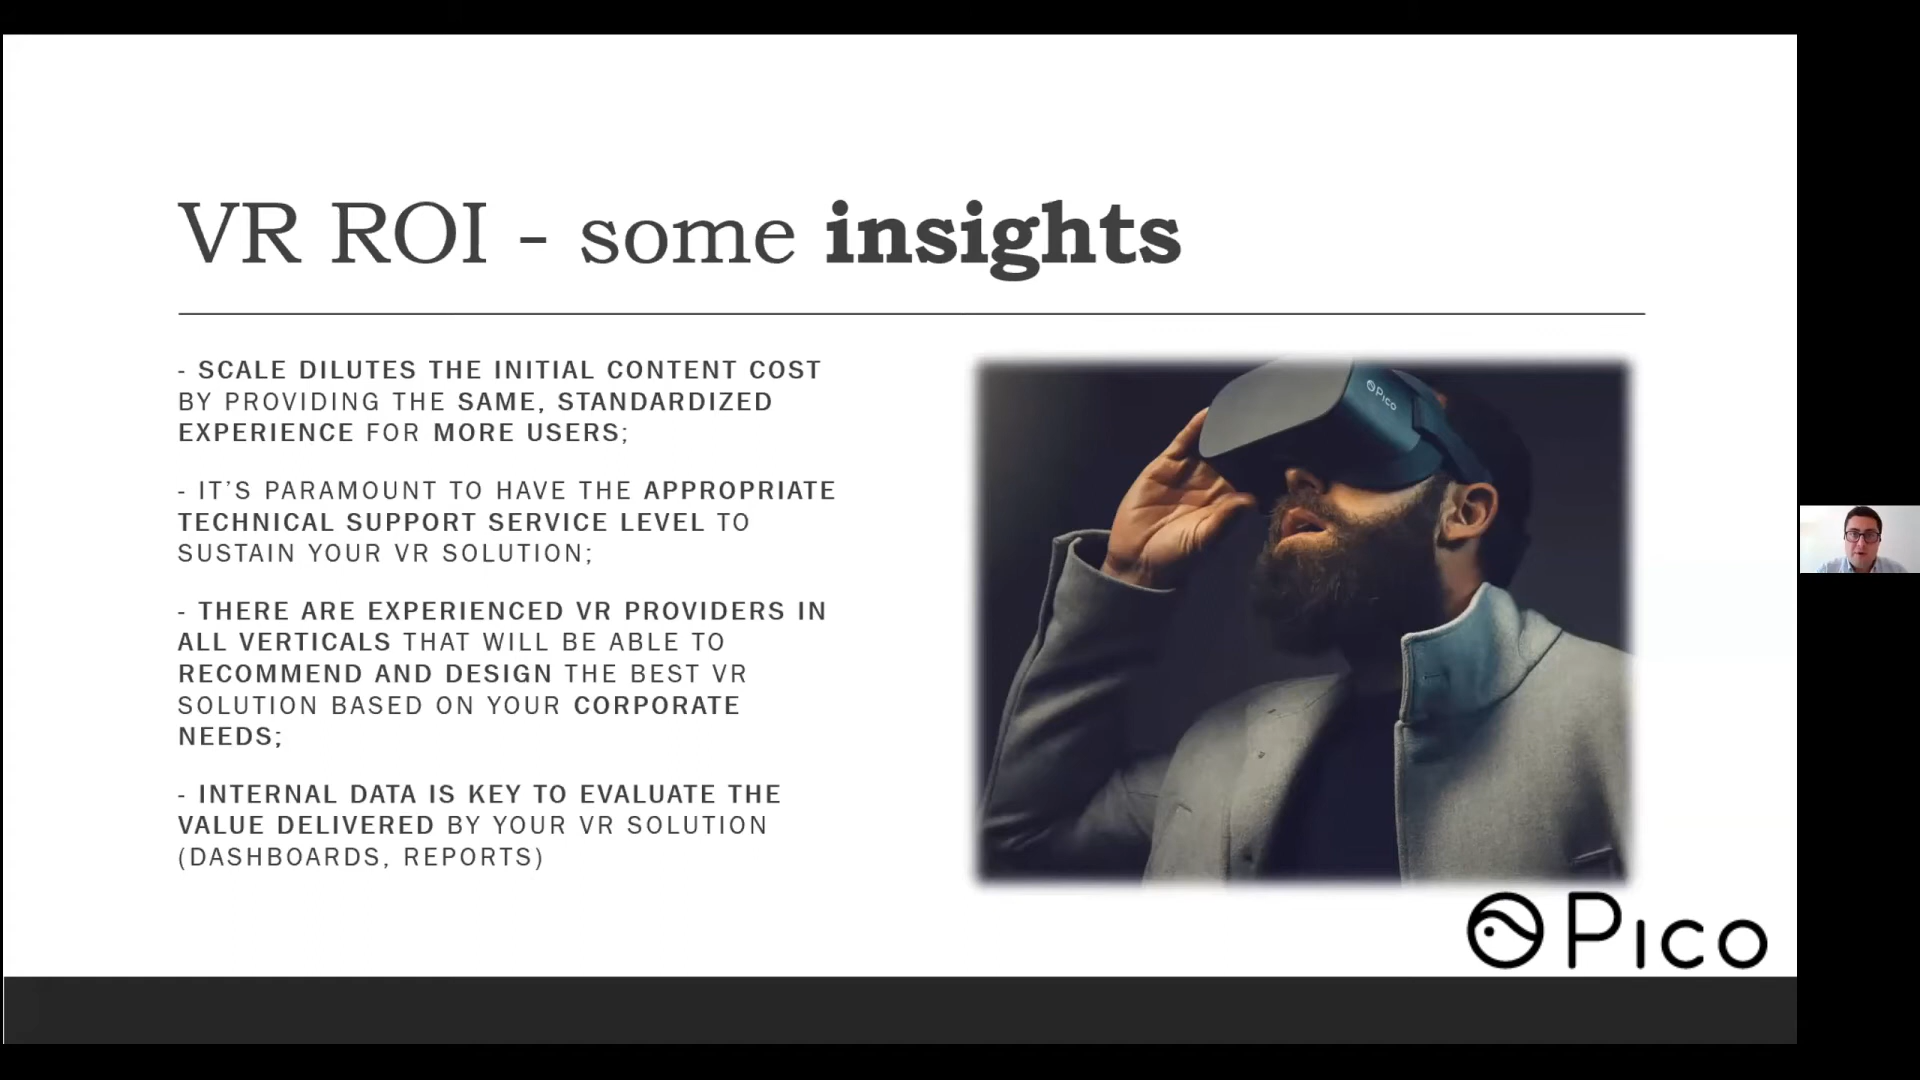 VR ROI - some insights
- SCALE DILUTES THE INITIAL CONTENT COST
BY PROVIDING THE SAME, STANDARDIZED
EXPERIENCE FOR MORE USERS;
- IT’S PARAMOUNT TO HAVE THE APPROPRIATE
TECHNICAL SUPPORT SERVICE LEVEL TO
SUSTAIN YOUR VR SOLUTION;
- THERE ARE EXPERIENCED VR PROVIDERS IN
ALL VERTICALS THAT WILL BE ABLE TO
RECOMMEND AND DESIGN THE BEST VR
SOLUTION BASED ON YOUR CORPORATE
NEEDS;
- INTERNAL DATA IS KEY TO EVALUATE THE
VALUE DELIVERED BY YOUR VR SOLUTION
(DASHBOARDS, REPORTS)
Pico
Pico